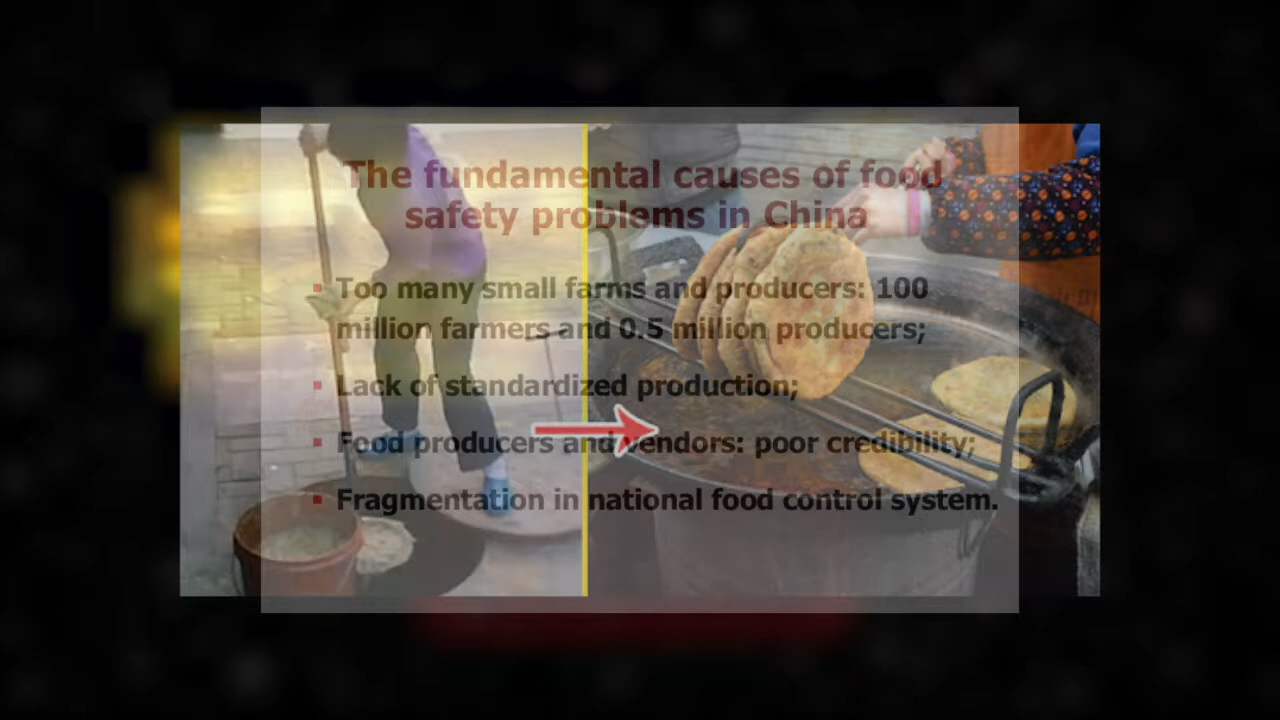 The fundamental causes of food
safety problems in China
▪ Too many small farms and producers: 100
million farmers and 0.5 million producers;
▪ Lack of standardized production;
▪ Food producers and vendors: poor credibility;
▪ Fragmentation in national food control system.